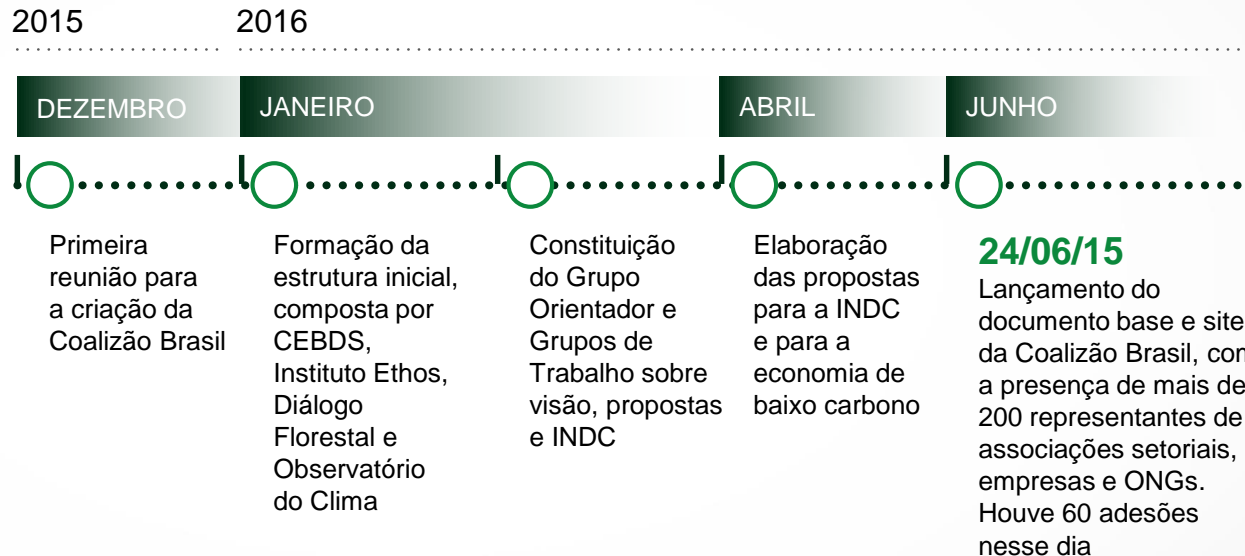 2015
2016
DEZEMBRO
JANEIRO
ABRIL
JUNHO
Primeira
reunião para
a criação da
Coalizão Brasil
Formação da
estrutura inicial,
composta por
CEBDS,
Instituto Ethos,
Diálogo
Florestal e
Observatório
do Clima
Constituição
do Grupo
Orientador e
Grupos de
Trabalho sobre
visão, propostas
e INDC
Elaboração
das propostas
para a INDC
e para a
economia de
baixo carbono
24/06/15
Lançamento do
documento base e site
da Coalizão Brasil, com
a presença de mais de
200 representantes de
associações setoriais,
empresas e ONGs.
Houve 60 adesões
nesse dia